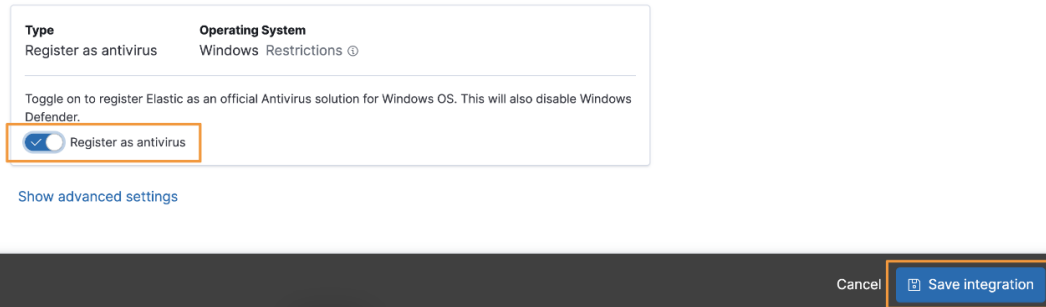 Type Operating System
Register as antivirus Windows Restrictions
Toggle on to register Elastic as an official Antivirus solution for Windows OS. This will also disable Windows
Defender.
Register as antivirus
Show advanced settings
Cancel Save integration